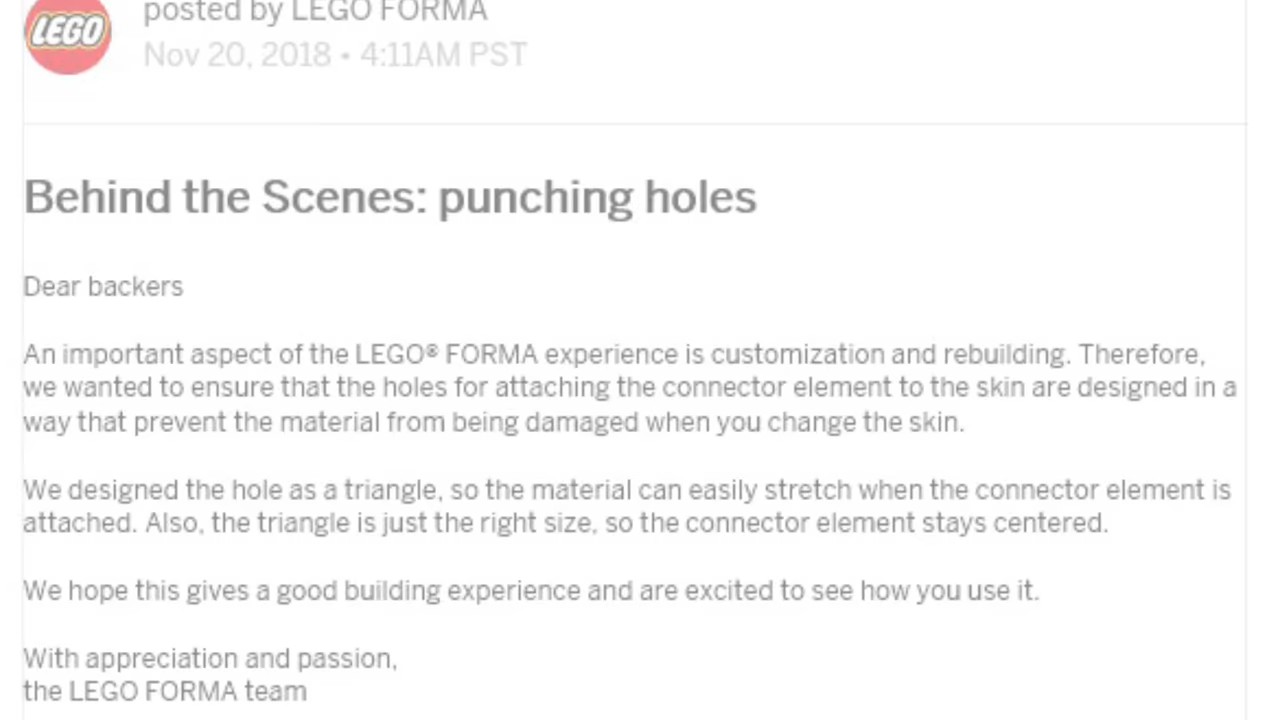 LEGO
posted by LEGO FORMA
Nov 20, 2018 • 4:11AM PST
Behind the Scenes: punching holes
Dear backers
An important aspect of the LEGO® FORMA experience is customization and rebuilding. Therefore,
we wanted to ensure that the holes for attaching the connector element to the skin are designed in a
way that prevent the material from being damaged when you change the skin.
We designed the hole as a triangle, so the material can easily stretch when the connector element is
attached. Also, the triangle is just the right size, so the connector element stays centered.
We hope this gives a good building experience and are excited to see how you use it.
With appreciation and passion,
the LEGO FORMA team